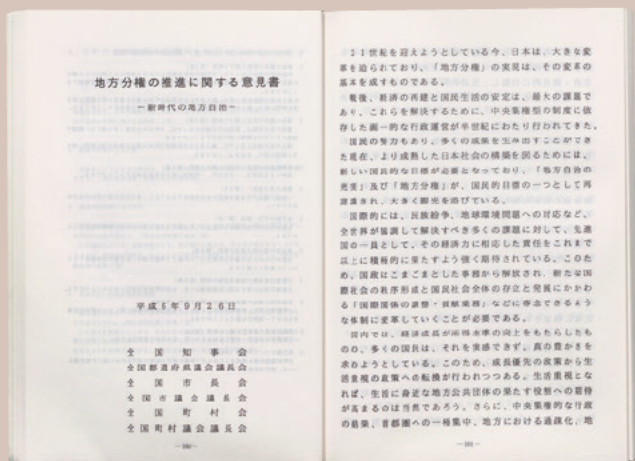 地方分権の推進に関する意見書
－新時代の地方自治－
平成6年9月26日
全国知事会
全国都道府県議会議長会
全国市長会
全国市議会議長会
全国町村会
全国町村議会議長会
21世紀を迎えようとしている今、日本は、大きな変
革を迫られており、「地方分権」の実現は、その変革の
基本を成すものである。
戦後、経済の再建と国民生活の安定は、最大の課題で
あり、これらを解決するために、中央集権型の制度に依
存した画一的な行政運営が半世紀にわたり行われてきた。
国民の努力もあり、多くの成果を生み出すことができ
た現在、より成熟した日本社会の構築を図るためには、
新しい国民的な目標が必要となっており、「地方自治の
充実」及び「地方分権」が、国民的目標の一つとして再
認識され、大きく脚光を浴びている。
国際的には、民族紛争、地球環境問題への対応など、
全世界が協調して解決すべき多くの課題に対して、先進
国の一員として、その経済力に相応した責任をこれまで
以上に積極的に果たすよう強く期待されている。このた
め、国政はこまごまとした事務から解放され、新たな国
際社会の秩序形成と国民社会全体の存立と発展にかかわ
る「国際関係の調整・貢献業務」などに専念できるよう
な体制に変革していくことが必要である。
国内では、経済成長が所得水準の向上をもたらしたも
のの、多くの国民は、それを実感できず、真の豊かさを
求めようとしている。このため、成長優先の政策から生
活重視の政策への転換が行われつつある。生活重視とな
れば、生活に身近な地方公共団体の果たす役割への期待
が高まるのは当然であろう。さらに、中央集権的な行政
の結果、首都圏への一極集中、地方における過疎化、地